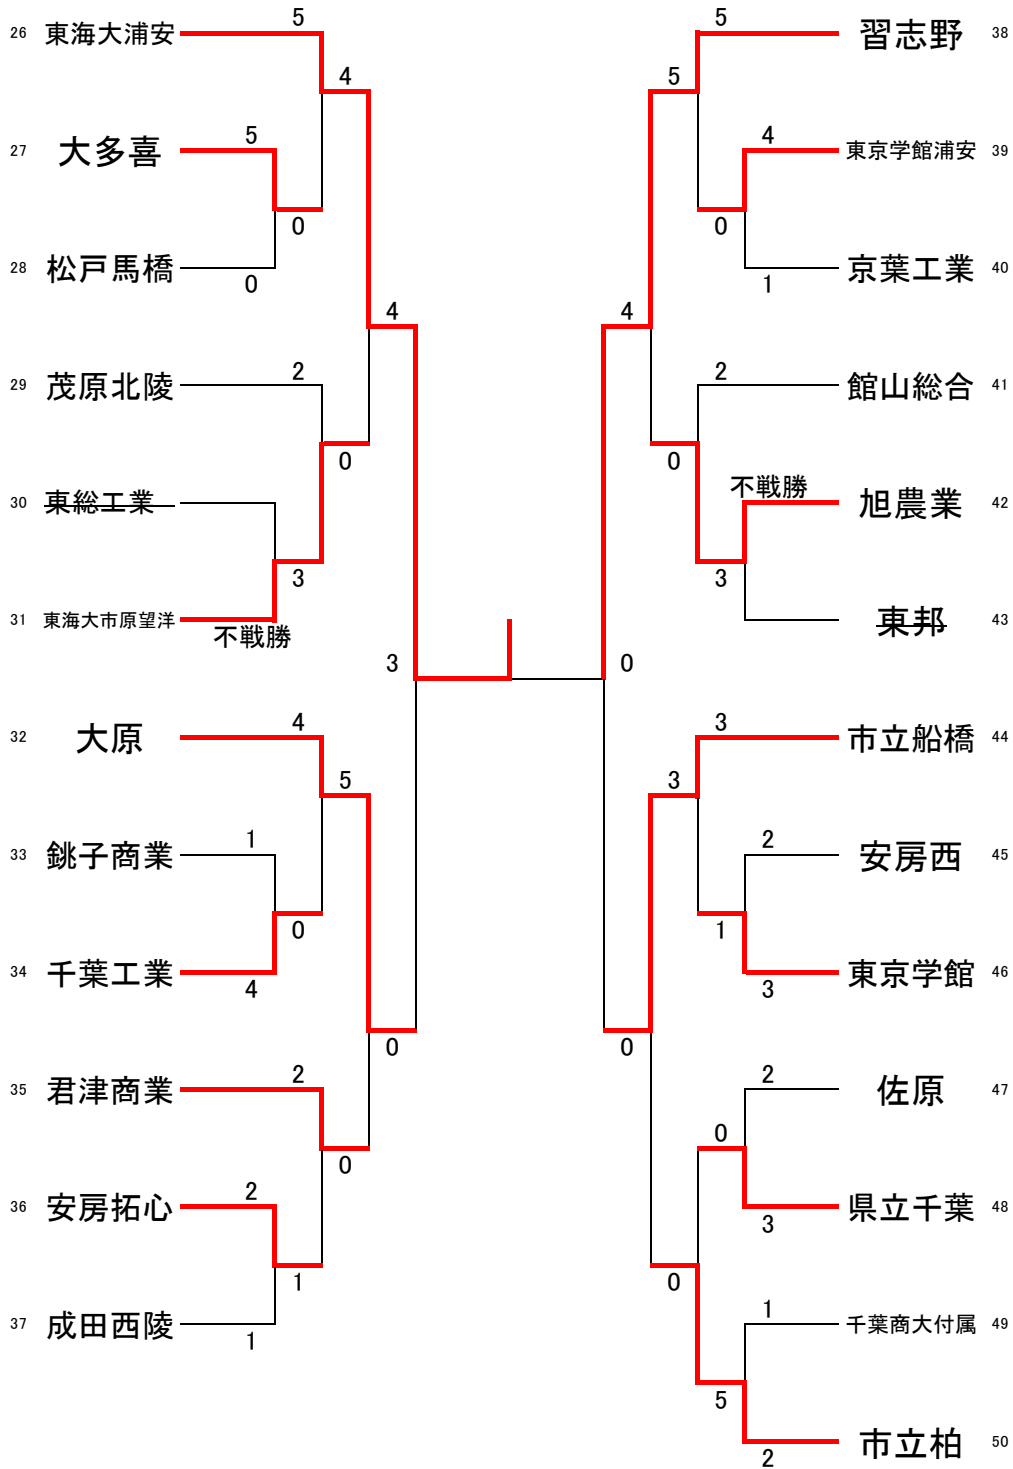 26 東海大浦安
5
4
27 大多喜
5
0
28 松戸馬橋
0
4
29 茂原北陵
2
0
30 東総工業
3
31 東海大市原望洋
不戦勝
3
32 大原
4
5
33 銚子商業
1
0
34 千葉工業
4
0
35 君津商業
2
0
36 安房拓心
2
1
37 成田西陵
1
5
習志野 38
5
4
東京学館浦安 39
0
京葉工業 40
1
4
2
館山総合 41
0
不戦勝
旭農業 42
3
東邦 43
0
3
市立船橋 44
3
2
安房西 45
1
東京学館 46
3
0
2
佐原 47
0
県立千葉 48
3
0
1
千葉商大付属 49
5
市立柏 50
2